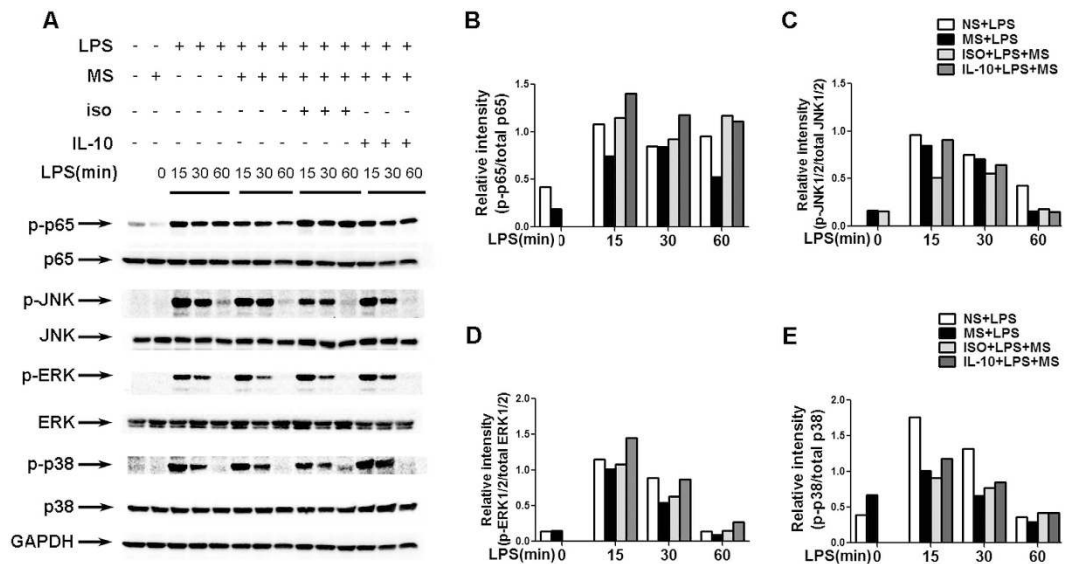 A
LPS - - + + + + + + + + + + + +
MS - + - - - + + + + + + + + +
iso - - - - - - - - + + + - - -
IL-10 - - - - - - - - - - - + + +
LPS(min) 0 15 30 60 15 30 60 15 30 60 15 30 60
p-p65
p65
p-JNK
JNK
p-ERK
ERK
p-p38
p38
GAPDH
B
Relative intensity
(p-p65/total p65)
1.5
1.0
0.5
0.0
LPS(min) 0 15 30 60
C
NS+LPS
MS+LPS
ISO+LPS+MS
IL-10+LPS+MS
Relative intensity
(p-JNK1/2/total JNK1/2)
1.5
1.0
0.5
0.0
LPS(min) 0 15 30 60
D
Relative intensity
(p-ERK1/2/total ERK1/2)
2.0
1.5
1.0
0.5
0.0
LPS(min) 0 15 30 60
E
NS+LPS
MS+LPS
ISO+LPS+MS
IL-10+LPS+MS
Relative intensity
(p-p38/total p38)
2.0
1.5
1.0
0.5
0.0
LPS(min) 0 15 30 60